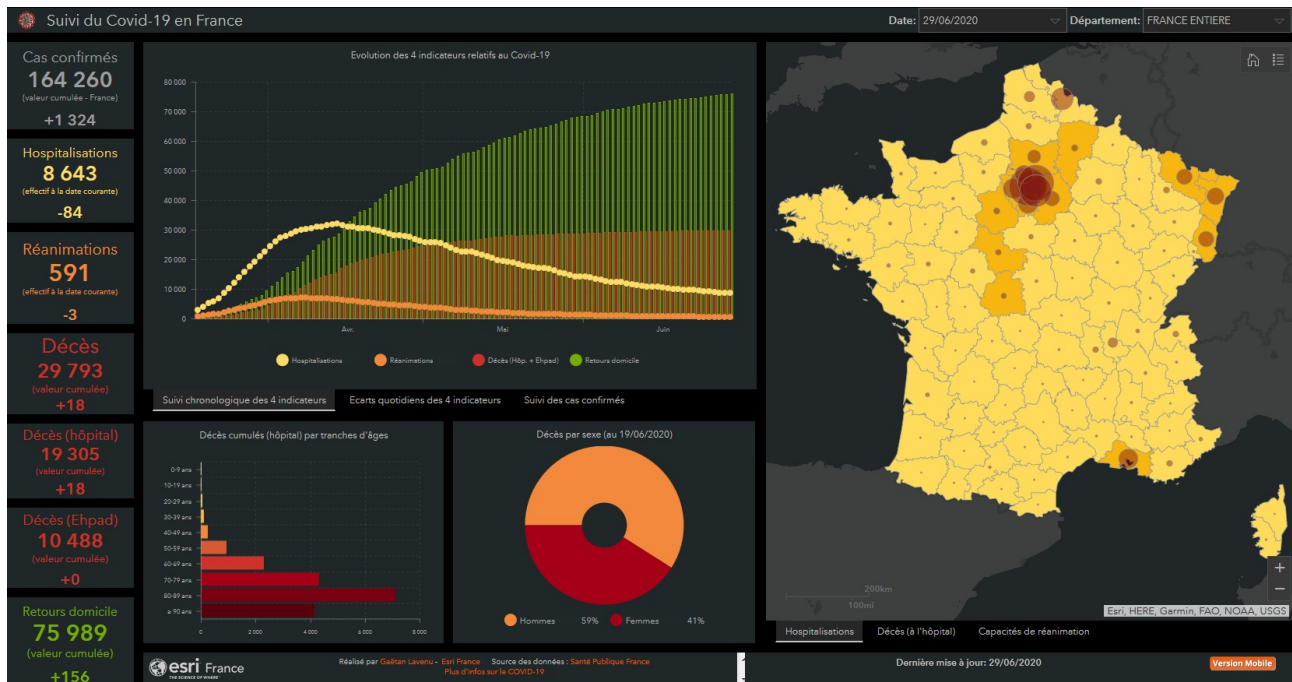 Suivi du Covid-19 en France
Date: 29/06/2020
Département: FRANCE ENTIERE
Cas confirmés
164 260
(valeur cumulée - France)
+1 324
Hospitalisations
8 643
(effectif à la date courante)
-84
Réanimations
591
(effectif à la date courante)
-3
Décès
29 793
(valeur cumulée)
+18
Décès (hôpital)
19 305
(valeur cumulée)
+18
Décès (Ehpad)
10 488
(valeur cumulée)
+0
Retours domicile
75 989
(valeur cumulée)
+156
Evolution des 4 indicateurs relatifs au Covid-19
80 000
70 000
60 000
50 000
40 000
30 000
20 000
10 000
0
Avr. Mai Juin
Hospitalisations Réanimations Décès (Hôp. + Ehpad) Retours domicile
Suivi chronologique des 4 indicateurs Ecarts quotidiens des 4 indicateurs Suivi des cas confirmés
Décès cumulés (hôpital) par tranches d'âges
0-9 ans
10-19 ans
20-29 ans
30-39 ans
40-49 ans
50-59 ans
60-69 ans
70-79 ans
80-89 ans
≥ 90 ans
0 2 000 4 000 6 000 8 000
Décès par sexe (au 19/06/2020)
Hommes 59% Femmes 41%
200km
100mi
Esri, HERE, Garmin, FAO, NOAA, USGS
Hospitalisations Décès (à l'hôpital) Capacités de réanimation
esri France
THE SCIENCE OF WHERE
Réalisé par Gaëtan Lavenu - Esri France Source des données : Santé Publique France
Plus d'infos sur le COVID-19
Dernière mise à jour: 29/06/2020
Version Mobile